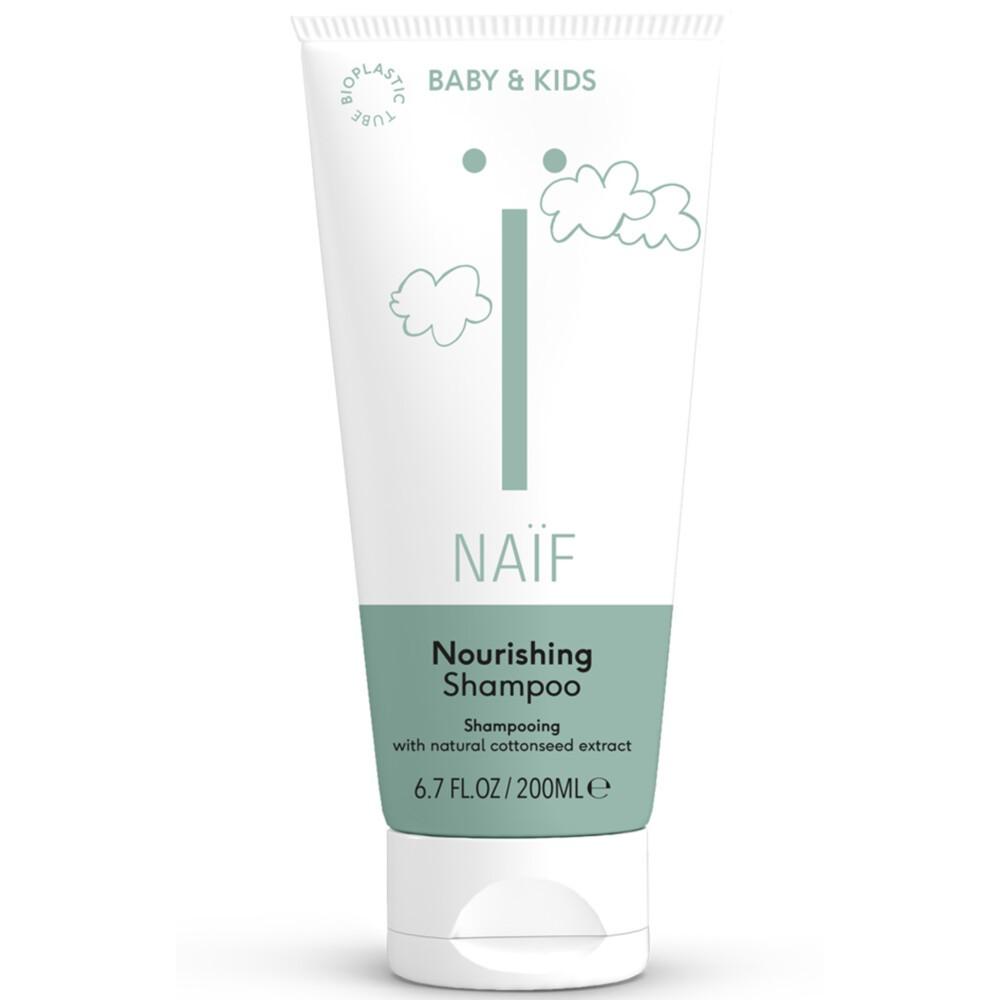 BIOPLASTIC TUBE
BABY & KIDS
Ï
NAÏF
Nourishing
Shampoo
Shampooing
with natural cottonseed extract
6.7 FL.OZ/200ML℮